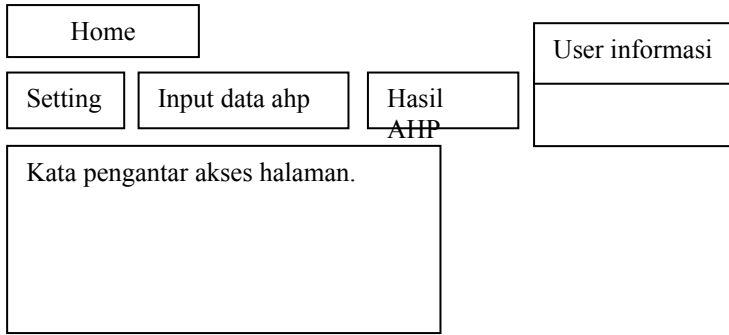 Home
User informasi
Setting
Input data ahp
Hasil
AHP
Kata pengantar akses halaman.